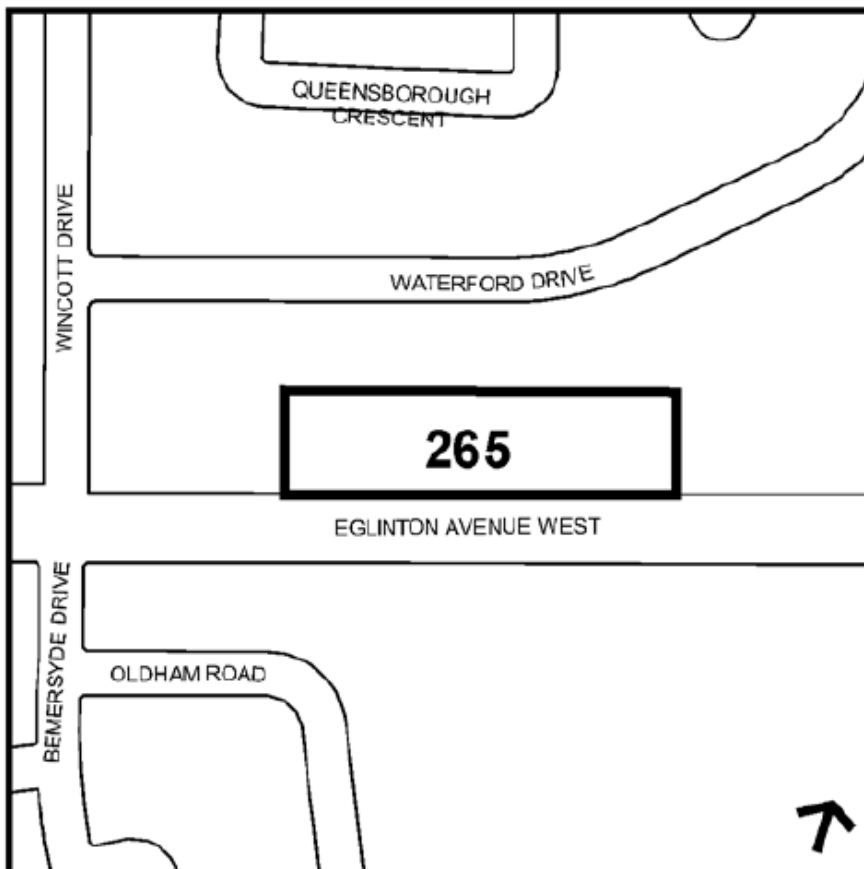 QUEENSBOROUGH
CRESCENT
WINCOTT DRIVE
WATERFORD DRIVE
265
EGLINTON AVENUE WEST
BEMERSYDE DRIVE
OLDHAM ROAD